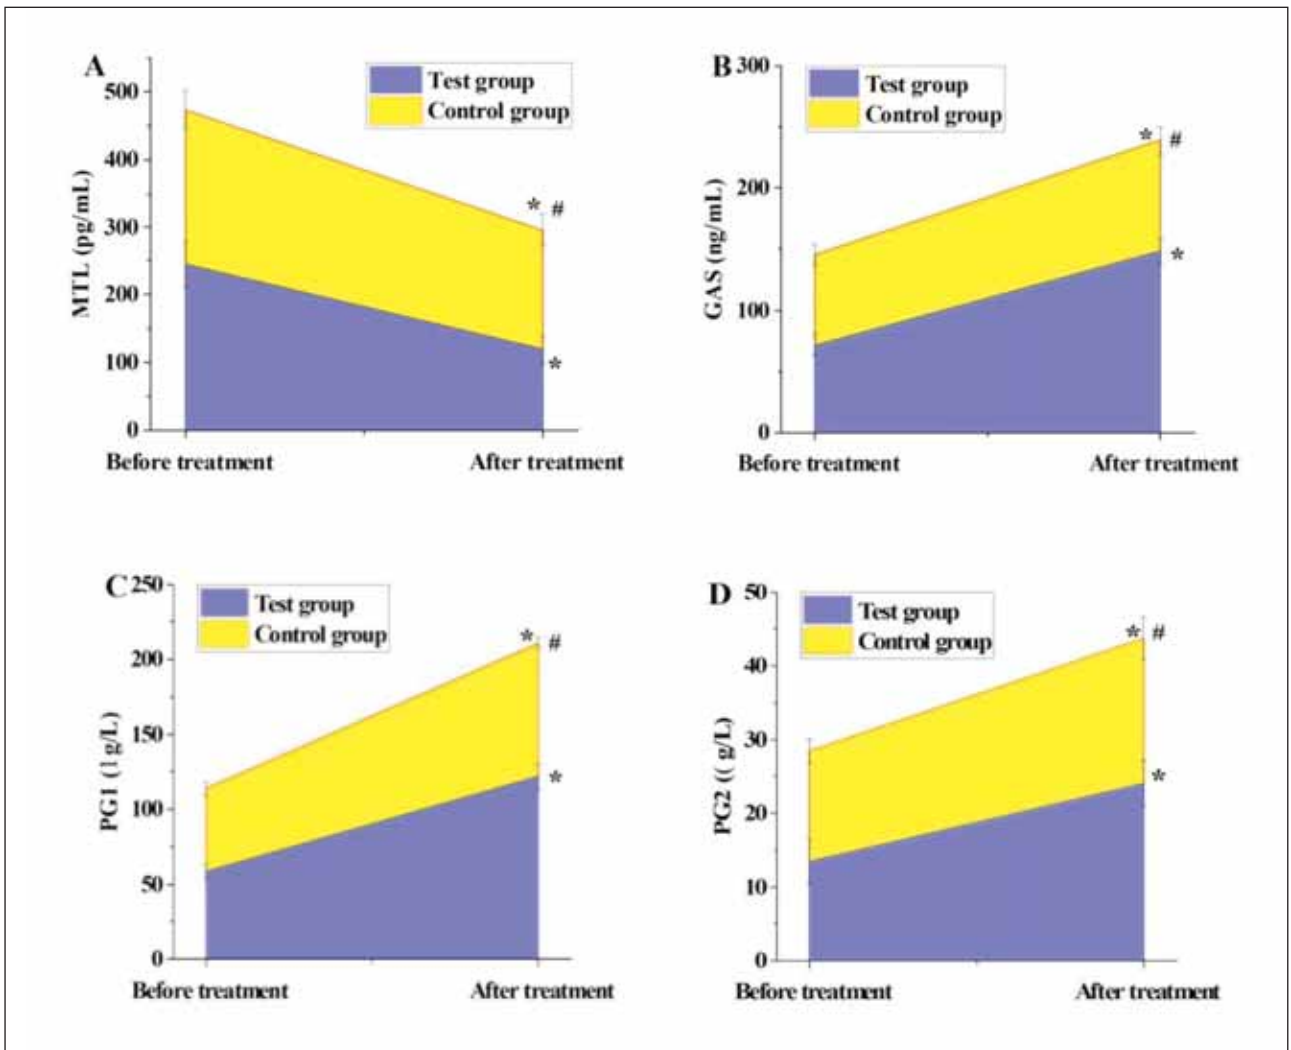 A
Test group
Control group
500
400
300
200
100
0
MTL (pg/mL)
*
#
*
Before treatment
After treatment
B
Test group
Control group
300
200
100
0
GAS (ng/mL)
*
#
*
Before treatment
After treatment
C
Test group
Control group
250
200
150
100
50
0
PG1 (1g/L)
*
#
*
Before treatment
After treatment
D
Test group
Control group
50
40
30
20
10
0
PG2 (( g/L)
*
#
*
Before treatment
After treatment